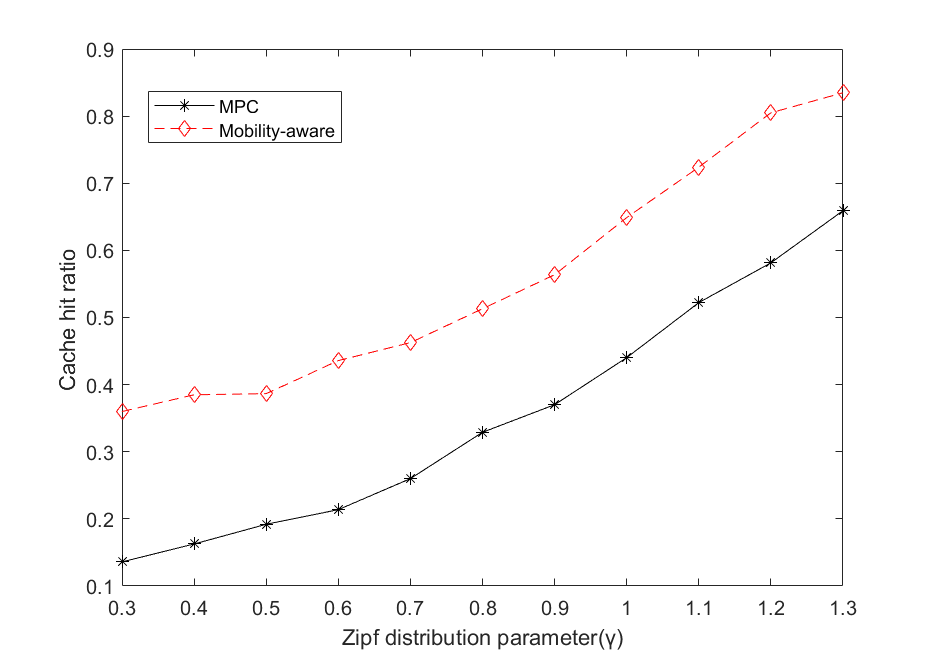 0.9
0.8
0.7
0.6
0.5
0.4
0.3
0.2
0.1
Cache hit ratio
MPC
Mobility-aware
0.3 0.4 0.5 0.6 0.7 0.8 0.9 1 1.1 1.2 1.3
Zipf distribution parameter(γ)